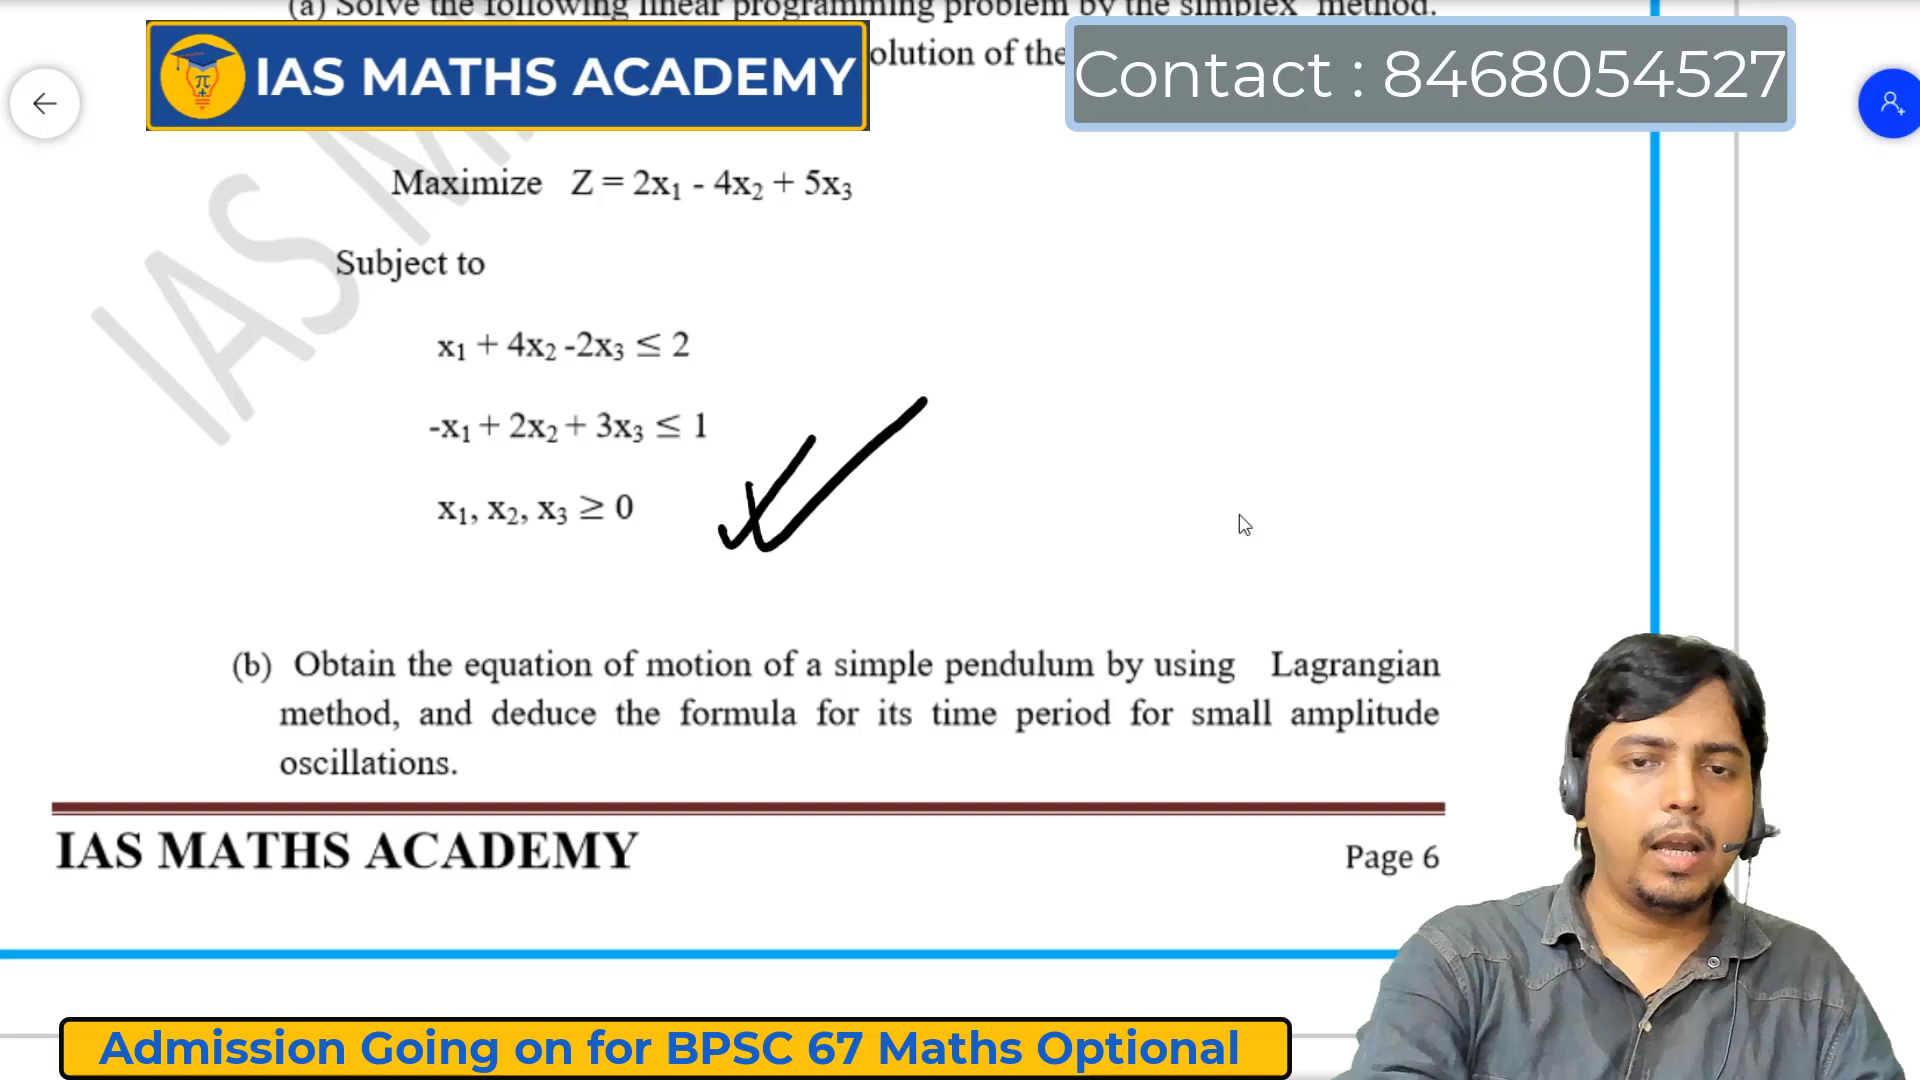 (a) Solve the following linear programming problem by the simplex method.
IAS MATHS ACADEMY
olution of the
Contact : 8468054527
Maximize Z = 2x₁ - 4x₂ + 5x₃
Subject to
x₁ + 4x₂ -2x₃ ≤ 2
-x₁ + 2x₂ + 3x₃ ≤ 1
x₁, x₂, x₃ ≥ 0
(b) Obtain the equation of motion of a simple pendulum by using Lagrangian
method, and deduce the formula for its time period for small amplitude
oscillations.
IAS MATHS ACADEMY
Page 6
Admission Going on for BPSC 67 Maths Optional
IAS M